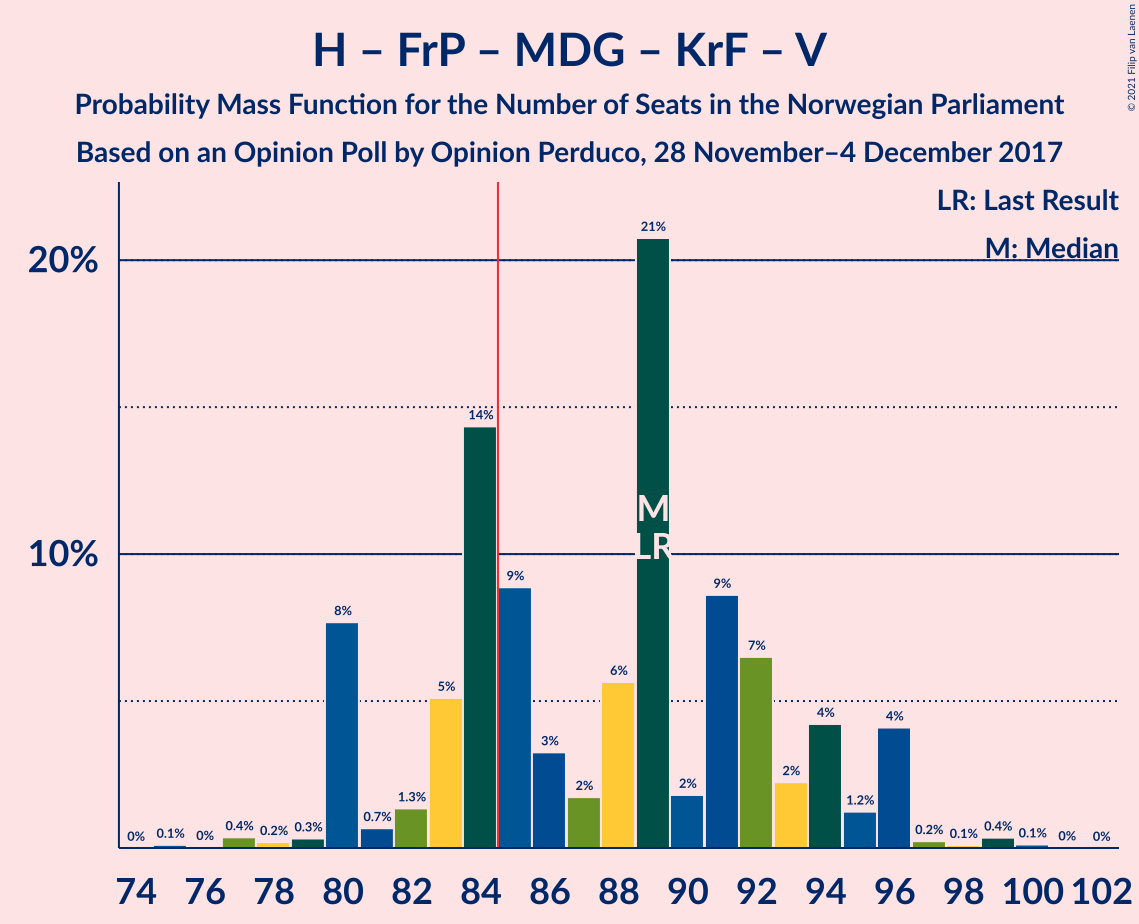 H – FrP – MDG – KrF – V
Probability Mass Function for the Number of Seats in the Norwegian Parliament
Based on an Opinion Poll by Opinion Perduco, 28 November–4 December 2017
© 2021 Filip van Laenen
LR: Last Result
M: Median
20%
10%
0% 0.1% 0% 0.4% 0.2% 0.3% 8% 0.7% 1.3% 5% 14% 9% 3% 2% 6% 21% 2% 9% 7% 2% 4% 1.2% 4% 0.2% 0.1% 0.4% 0.1% 0% 0%
M
LR
74 76 78 80 82 84 86 88 90 92 94 96 98 100 102